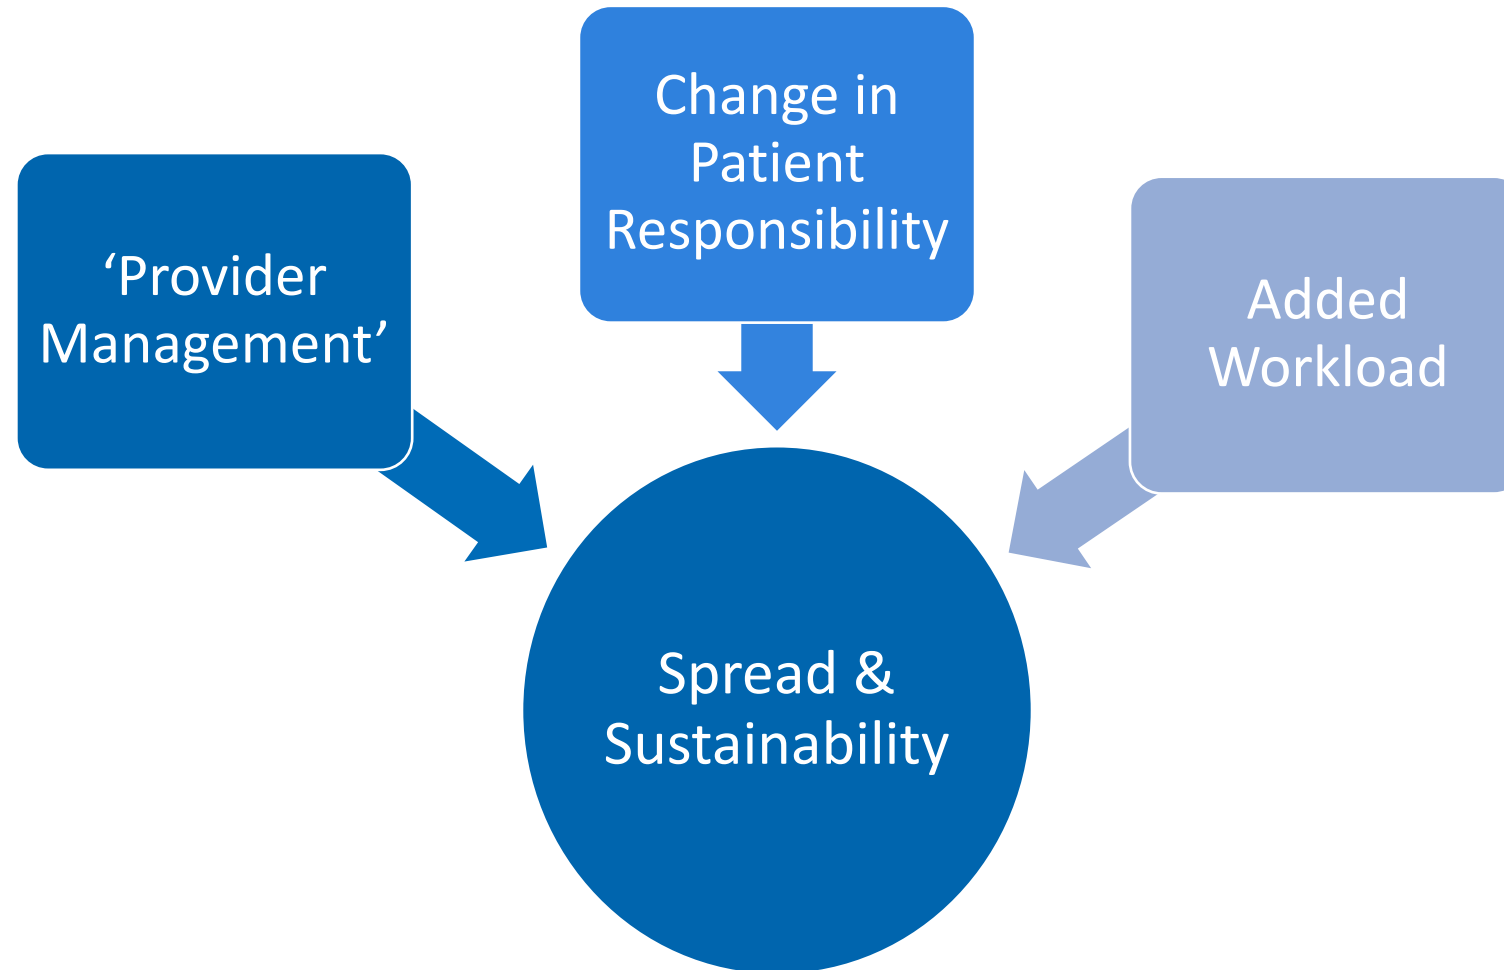 Change in
Patient
Responsibility
‘Provider
Management’
Added
Workload
Spread &
Sustainability